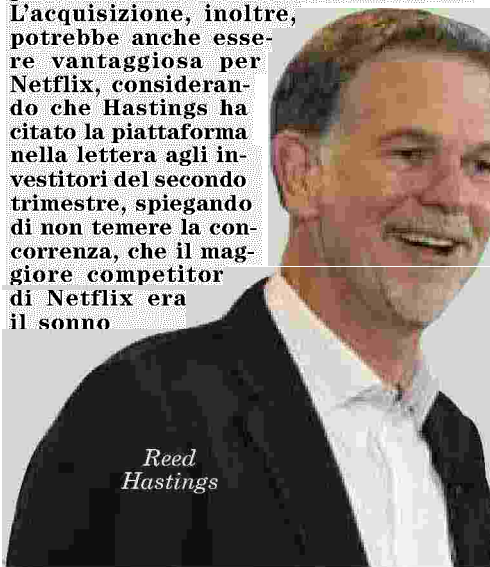 L'acquisizione, inoltre,
potrebbe anche esse-
re vantaggiosa per
Netflix, consideran-
do che Hastings ha
citato la piattaforma
nella lettera agli in-
vestitori del secondo
trimestre, spiegando
di non temere la con-
correnza, che il mag-
giore competitor
di Netflix era
il sonno
Reed
Hastings